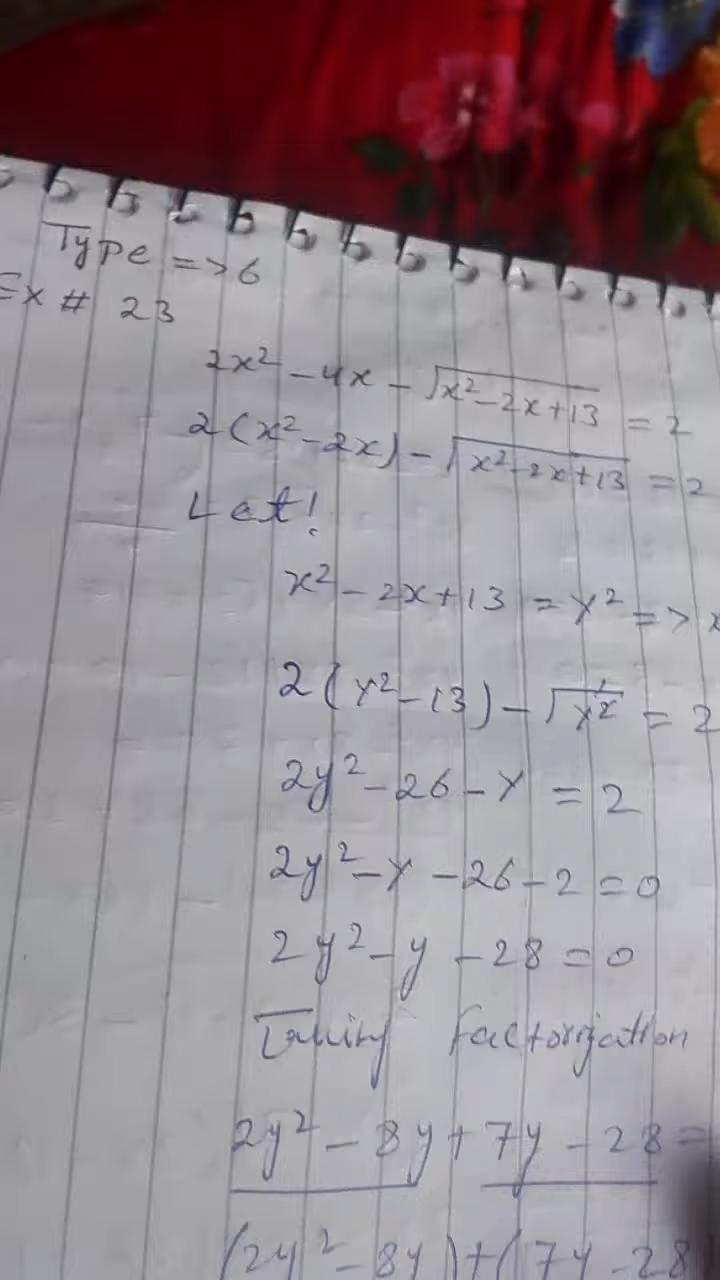 Type => 6
Ex # 23
2x² - 4x - √x² - 2x + 13 = 2
2(x² - 2x) - √x² - 2x + 13 = 2
Let!
x² - 2x + 13 = y² => x
2(y² - 13) - √y² = 2
2y² - 26 - y = 2
2y² - y - 26 - 2 = 0
2y² - y - 28 = 0
Taking factorization
2y² - 8y + 7y - 28 =
(2y² - 8y) + (7y - 28